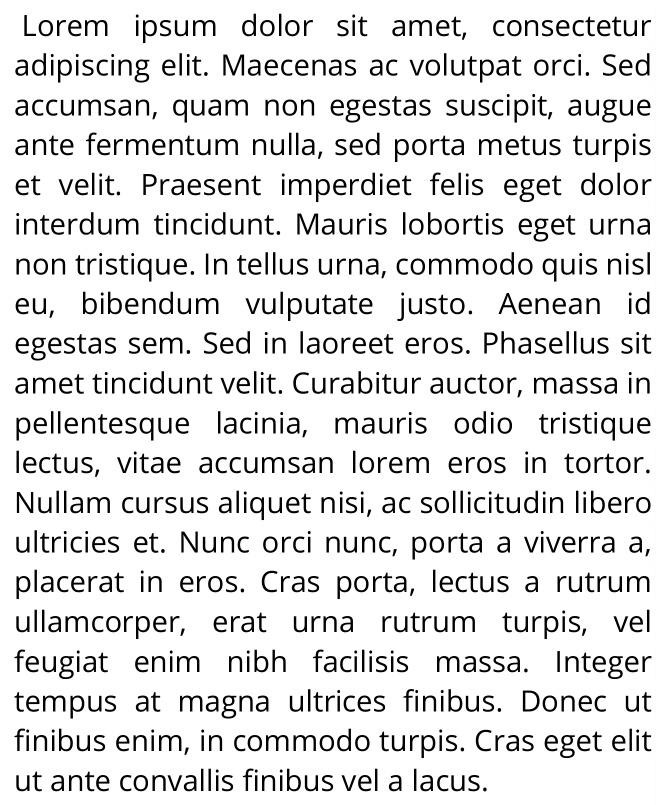 Lorem ipsum dolor sit amet, consectetur
adipiscing elit. Maecenas ac volutpat orci. Sed
accumsan, quam non egestas suscipit, augue
ante fermentum nulla, sed porta metus turpis
et velit. Praesent imperdiet felis eget dolor
interdum tincidunt. Mauris lobortis eget urna
non tristique. In tellus urna, commodo quis nisl
eu, bibendum vulputate justo. Aenean id
egestas sem. Sed in laoreet eros. Phasellus sit
amet tincidunt velit. Curabitur auctor, massa in
pellentesque lacinia, mauris odio tristique
lectus, vitae accumsan lorem eros in tortor.
Nullam cursus aliquet nisi, ac sollicitudin libero
ultricies et. Nunc orci nunc, porta a viverra a,
placerat in eros. Cras porta, lectus a rutrum
ullamcorper, erat urna rutrum turpis, vel
feugiat enim nibh facilisis massa. Integer
tempus at magna ultrices finibus. Donec ut
finibus enim, in commodo turpis. Cras eget elit
ut ante convallis finibus vel a lacus.